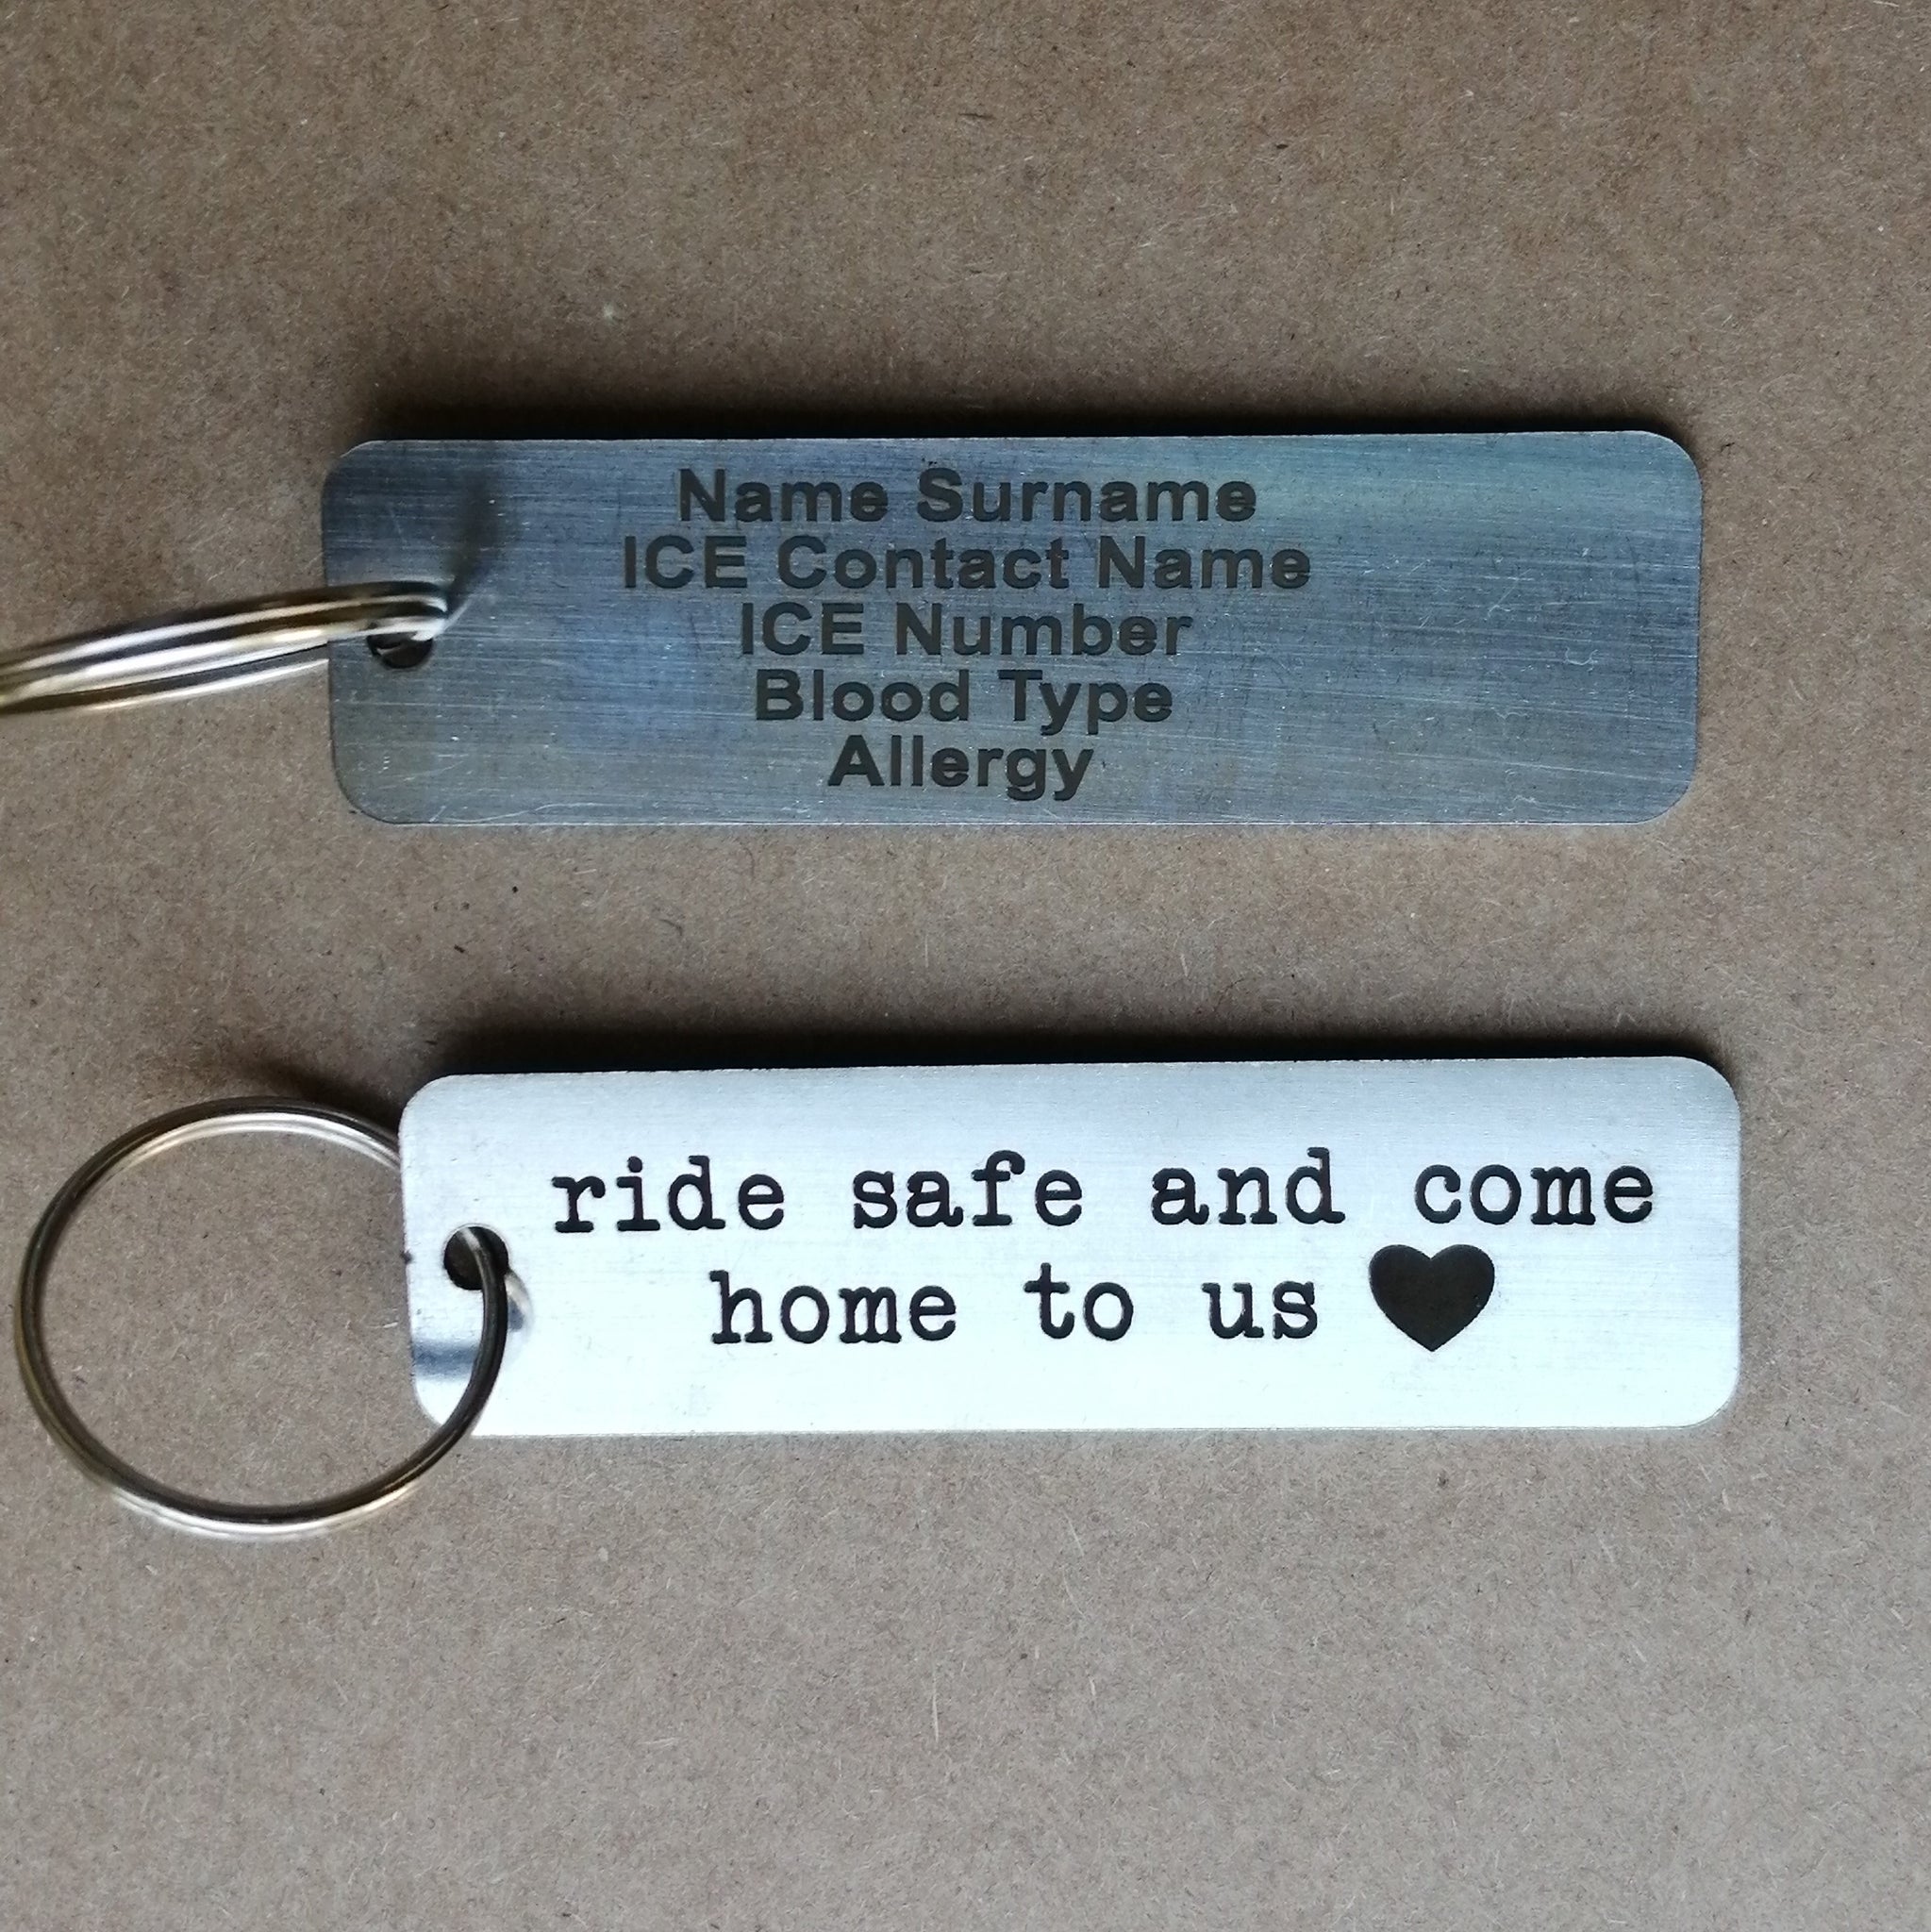 Name Surname
ICE Contact Name
ICE Number
Blood Type
Allergy
ride safe and come
home to us ♥